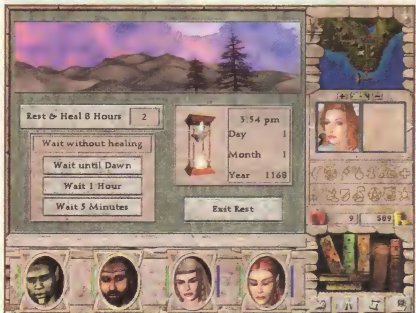 Rest & Heal 8 Hours 2
Wait without healing
Wait until Dawn
Wait 1 Hour
Wait 5 Minutes
5:54 pm
Day 1
Month 1
Year 1168
Exit Rest
9 589